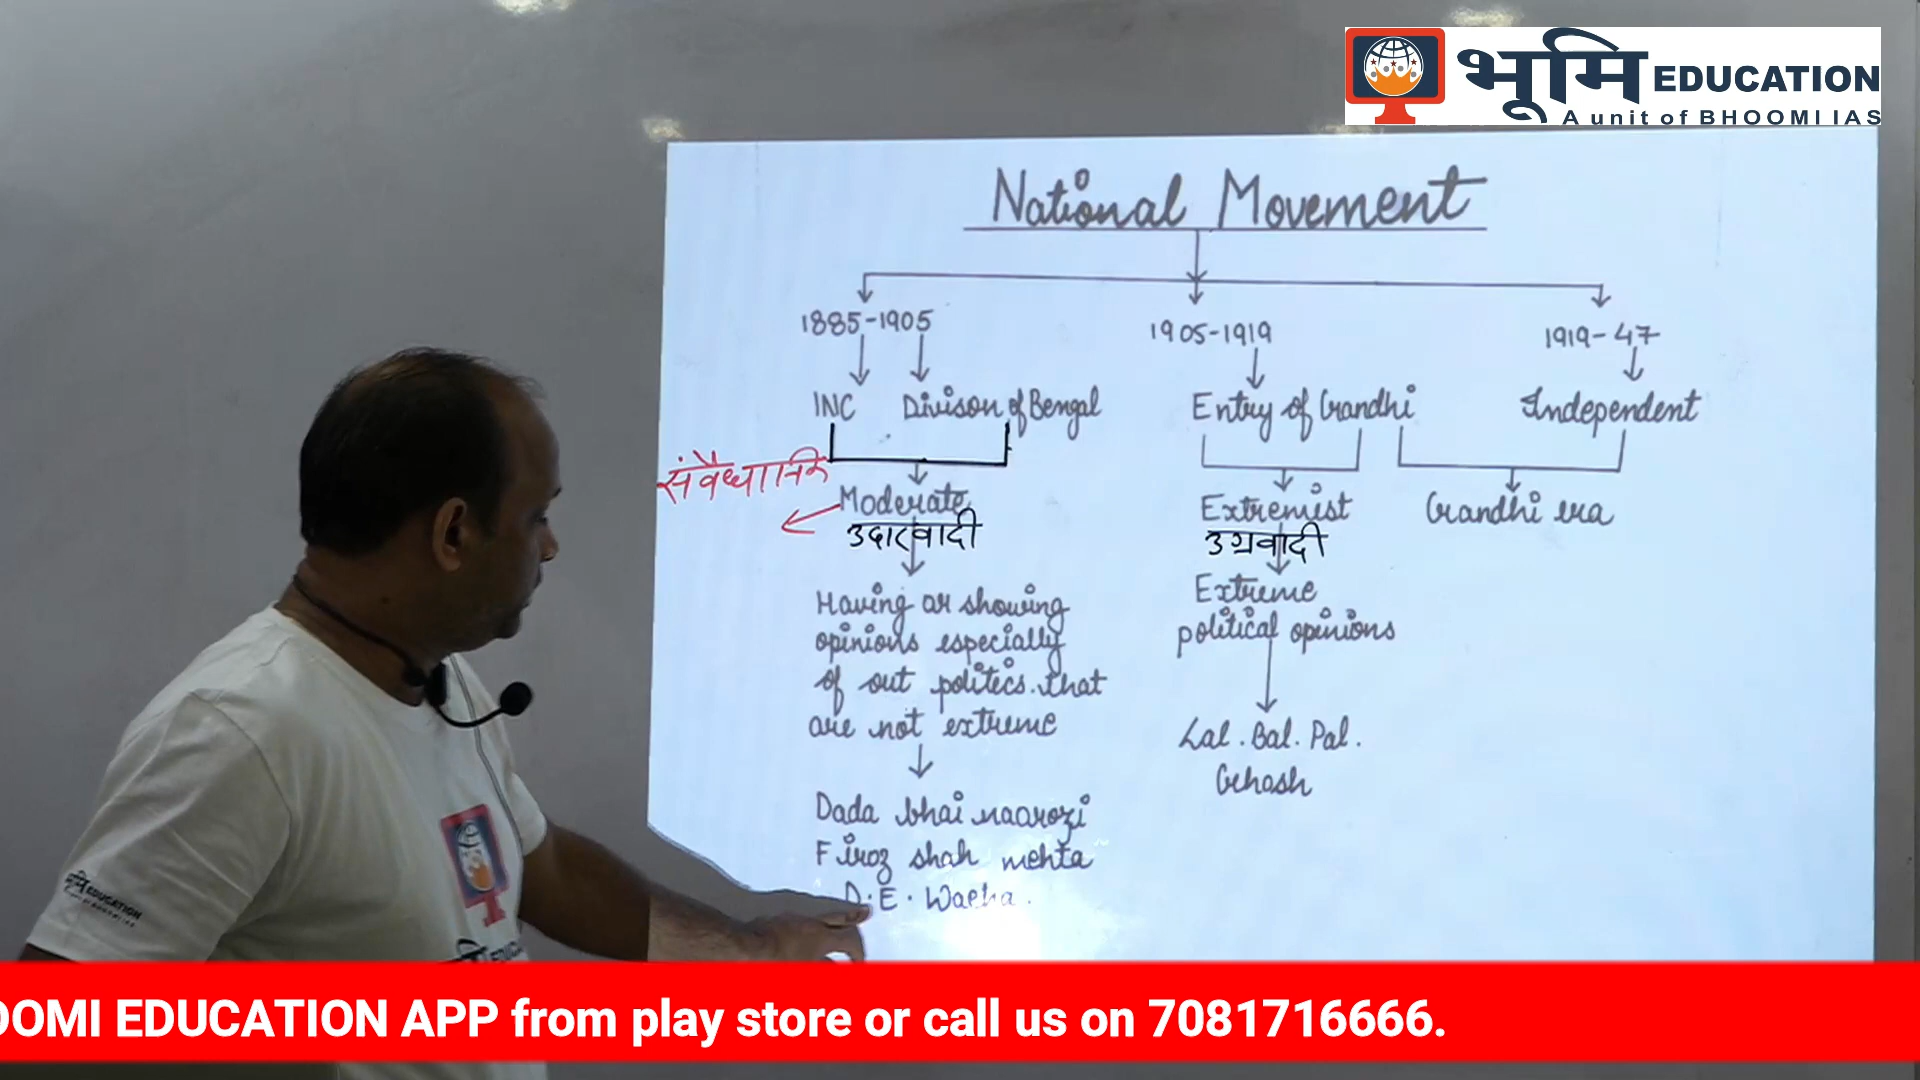 भूमि EDUCATION
A unit of BHOOMI IAS
National Movement
1885-1905
1905-1919
1919-47
INC Divison of Bengal
Entry of Gandhi
Independent
संवैधानिक
Moderate
उदारवादी
Extremist
उग्रवादी
Gandhi era
Having or showing
opinions especially
of out politics that
are not extreme
Extreme
political opinions
Lal. Bal. Pal.
Ghosh
Dada bhai naorozi
Firoz shah mehta
D.E. Wacha.
भूमि EDUCATION
OOMI EDUCATION APP from play store or call us on 7081716666.